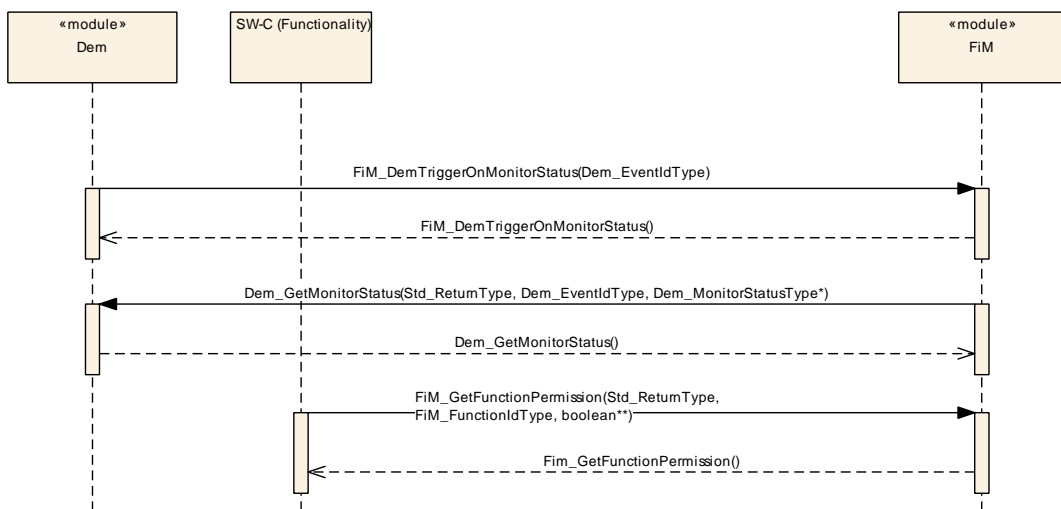 «module»
Dem
SW-C (Functionality)
«module»
FiM
FiM_DemTriggerOnMonitorStatus(Dem_EventIdType)
FiM_DemTriggerOnMonitorStatus()
Dem_GetMonitorStatus(Std_ReturnType, Dem_EventIdType, Dem_MonitorStatusType*)
Dem_GetMonitorStatus()
FiM_GetFunctionPermission(Std_ReturnType,
FiM_FunctionIdType, boolean**)
Fim_GetFunctionPermission()